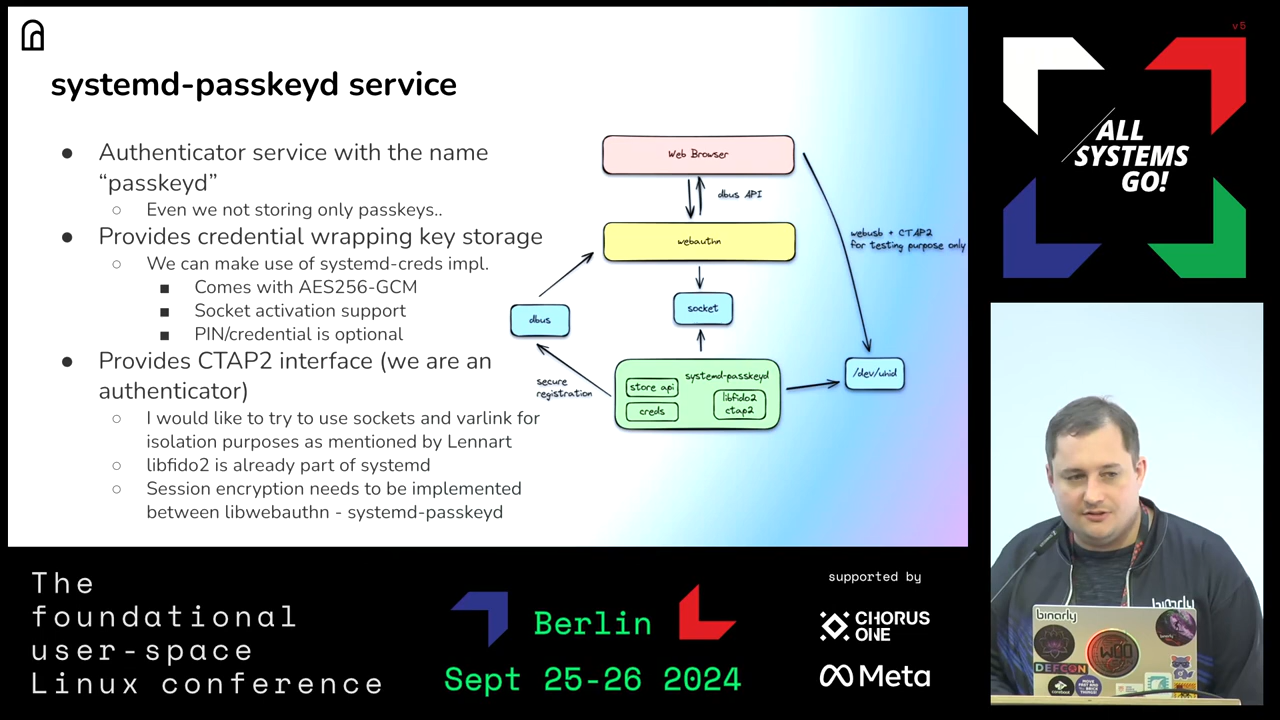 systemd-passkeyd service
● Authenticator service with the name
“passkeyd”
○ Even we not storing only passkeys..
● Provides credential wrapping key storage
○ We can make use of systemd-creds impl.
■ Comes with AES256-GCM
■ Socket activation support
■ PIN/credential is optional
● Provides CTAP2 interface (we are an
authenticator)
○ I would like to try to use sockets and varlink for
isolation purposes as mentioned by Lennart
○ libfido2 is already part of systemd
○ Session encryption needs to be implemented
between libwebauthn - systemd-passkeyd
Web Browser
dbus API
webauthn
webusb + CTAP2
for testing purpose only
dbus
socket
secure
registration
systemd-passkeyd
store api
creds
libfido2
ctap2
/dev/uhid
v5
ALL
SYSTEMS
GO!
The
foundational
user-space
Linux conference
Berlin
Sept 25-26 2024
supported by
CHORUS
ONE
Meta
binarly
binarly
WOO
DEFCON